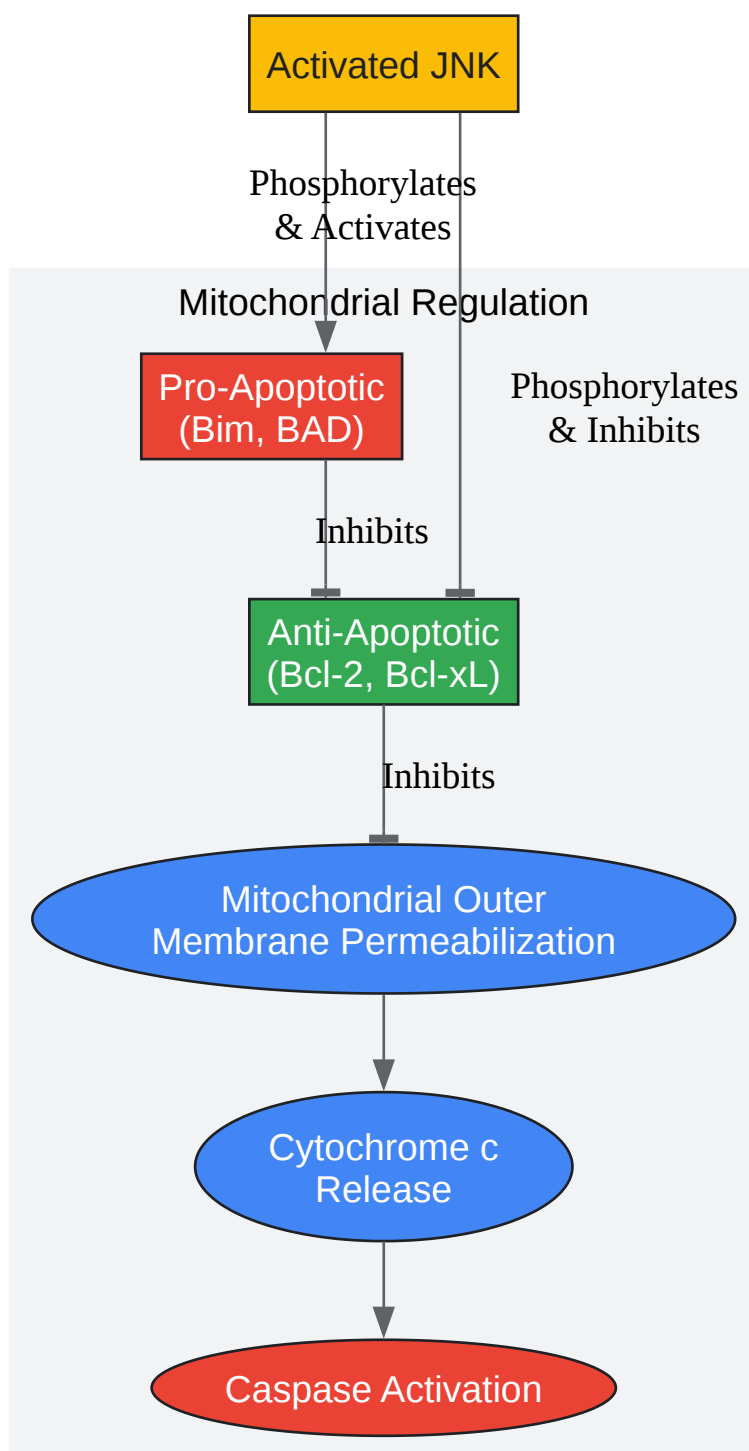 Activated JNK
Phosphorylates
& Activates
Mitochondrial Regulation
Pro-Apoptotic
(Bim, BAD)
Phosphorylates
& Inhibits
Inhibits
Anti-Apoptotic
(Bcl-2, Bcl-xL)
Inhibits
Mitochondrial Outer
Membrane Permeabilization
Cytochrome c
Release
Caspase Activation